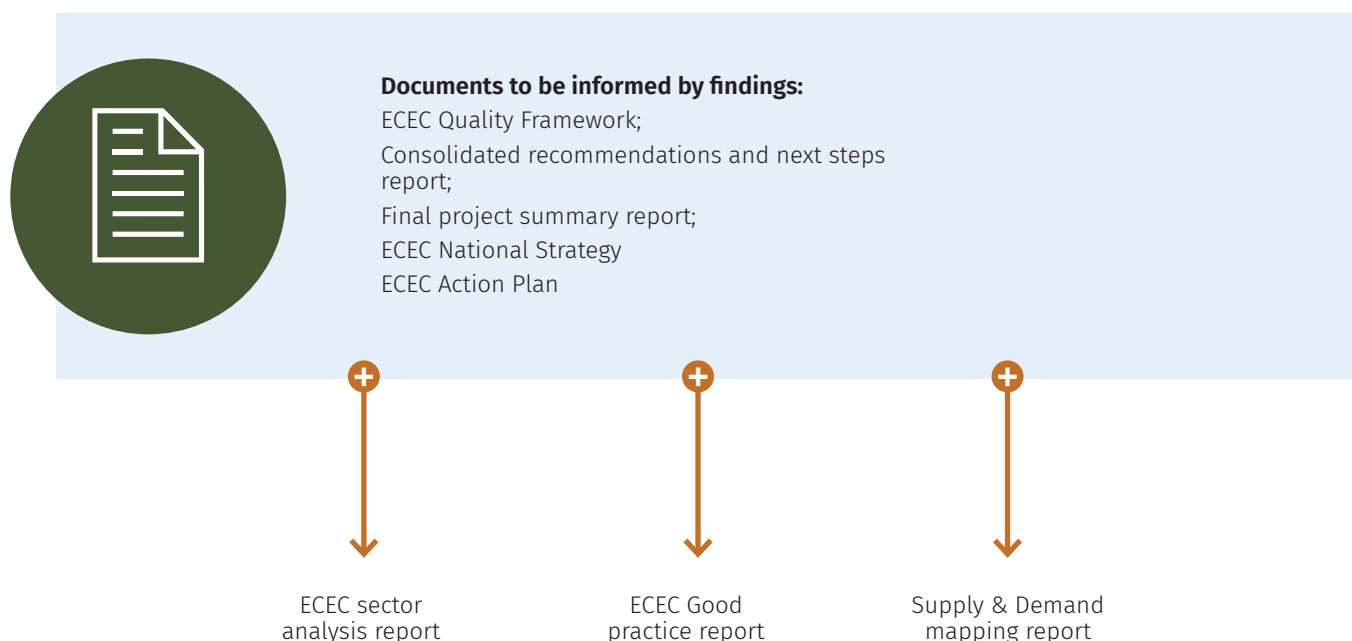 Documents to be informed by findings:
ECEC Quality Framework;
Consolidated recommendations and next steps
report;
Final project summary report;
ECEC National Strategy
ECEC Action Plan
ECEC sector
analysis report
ECEC Good
practice report
Supply & Demand
mapping report